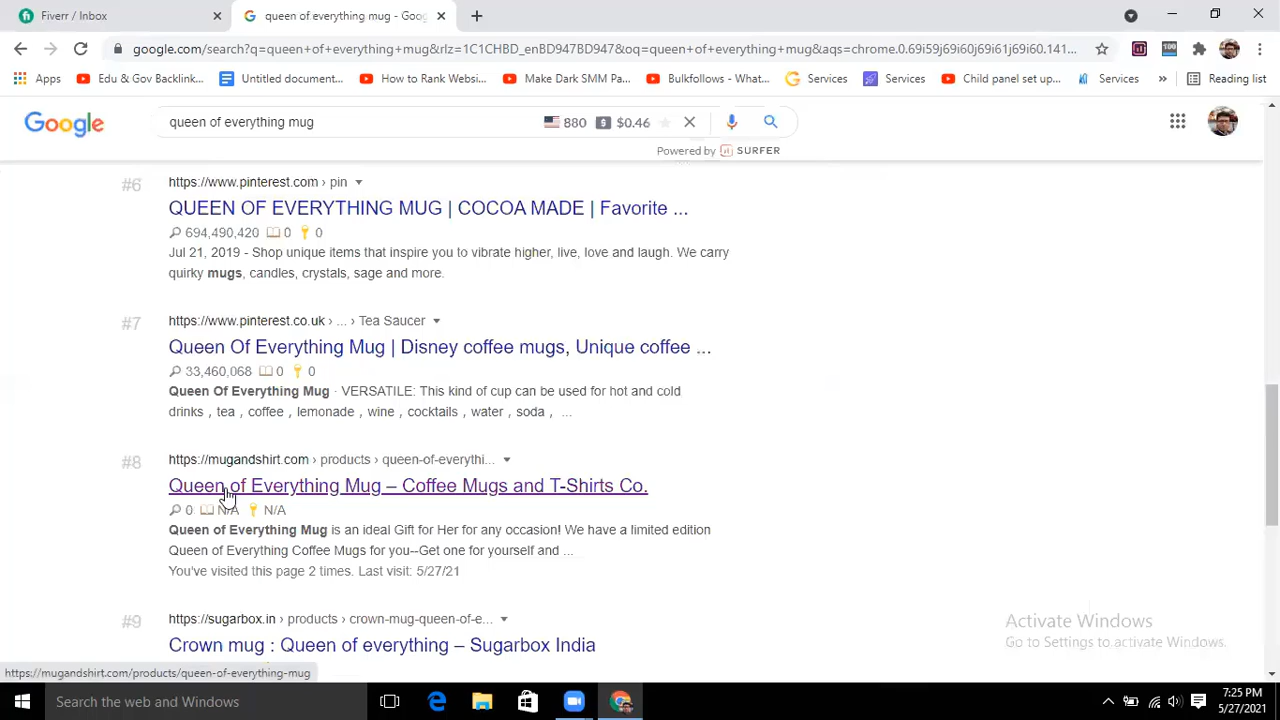 Fiverr / Inbox
queen of everything mug - Goog
google.com/search?q=queen+of+everything+mug&rlz=1C1CHBD_enBD947BD947&oq=queen+of+everything+mug&aqs=chrome.0.69i59j69i60j69i61j69i60.141...
Apps
Edu & Gov Backlink...
Untitled document...
How to Rank Websi...
Make Dark SMM Pa...
Bulkfollows - What...
Services
Services
Child panel set up...
Services
Reading list
Google
queen of everything mug
880
$0.46
Powered by SURFER
#6
https://www.pinterest.com › pin
QUEEN OF EVERYTHING MUG | COCOA MADE | Favorite ...
694,490,420 0 0
Jul 21, 2019 - Shop unique items that inspire you to vibrate higher, live, love and laugh. We carry
quirky mugs, candles, crystals, sage and more.
#7
https://www.pinterest.co.uk › ... › Tea Saucer
Queen Of Everything Mug | Disney coffee mugs, Unique coffee ...
33,460,068 0 0
Queen Of Everything Mug · VERSATILE: This kind of cup can be used for hot and cold
drinks , tea , coffee , lemonade , wine , cocktails , water , soda , ...
#8
https://mugandshirt.com › products › queen-of-everythi...
Queen of Everything Mug – Coffee Mugs and T-Shirts Co.
0 N/A N/A
Queen of Everything Mug is an ideal Gift for Her for any occasion! We have a limited edition
Queen of Everything Coffee Mugs for you--Get one for yourself and ...
You've visited this page 2 times. Last visit: 5/27/21
#9
https://sugarbox.in › products › crown-mug-queen-of-e...
Crown mug : Queen of everything – Sugarbox India
Activate Windows
Go to Settings to activate Windows.
https://mugandshirt.com/products/queen-of-everything-mug
Search the web and Windows
7:25 PM
5/27/2021